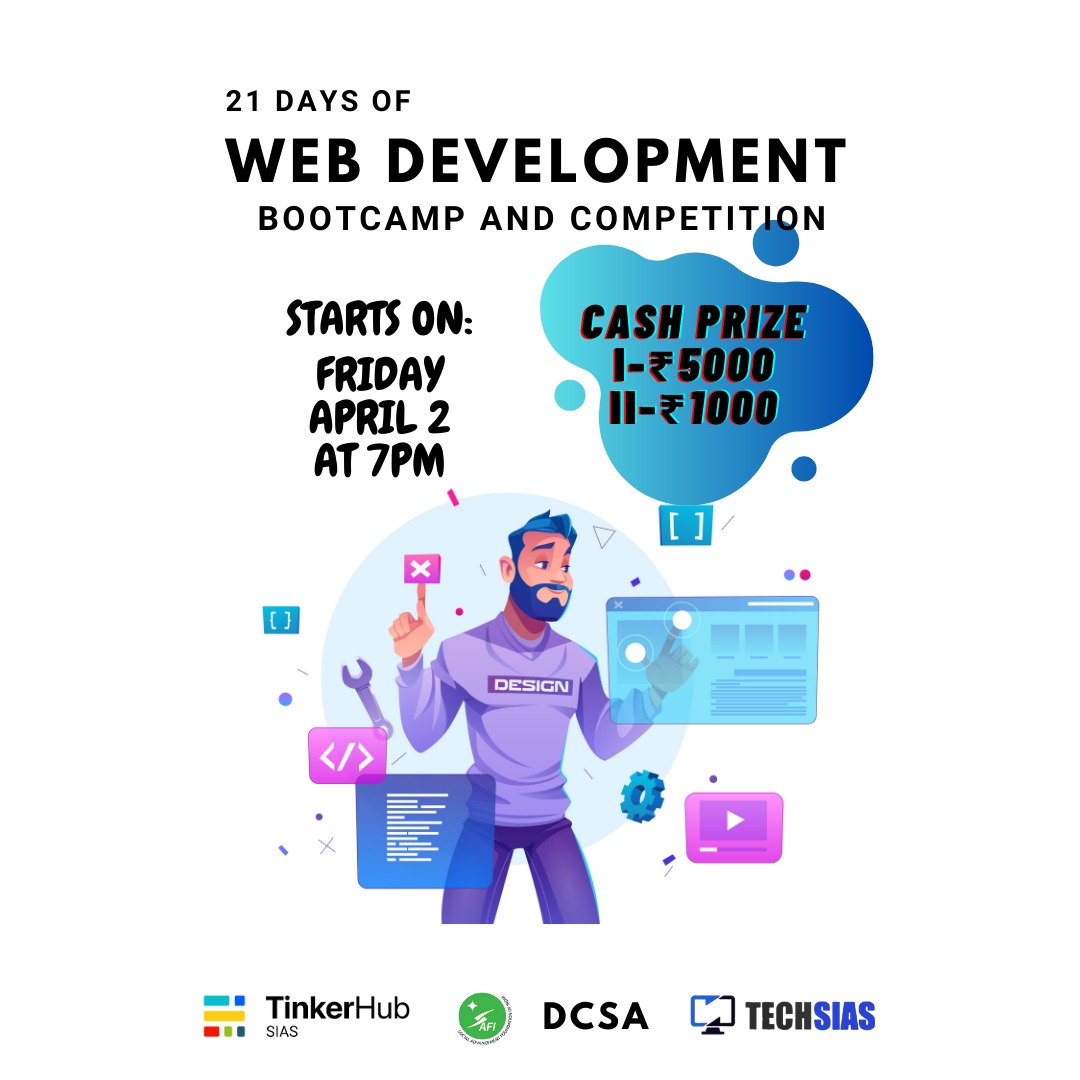 21 DAYS OF
WEB DEVELOPMENT
BOOTCAMP AND COMPETITION
STARTS ON:
FRIDAY
APRIL 2
AT 7PM
CASH PRIZE
I-₹5000
II-₹1000
[ ]
{ }
DESIGN
</>
TinkerHub
SIAS
AFI
DCSA
TECHSIAS